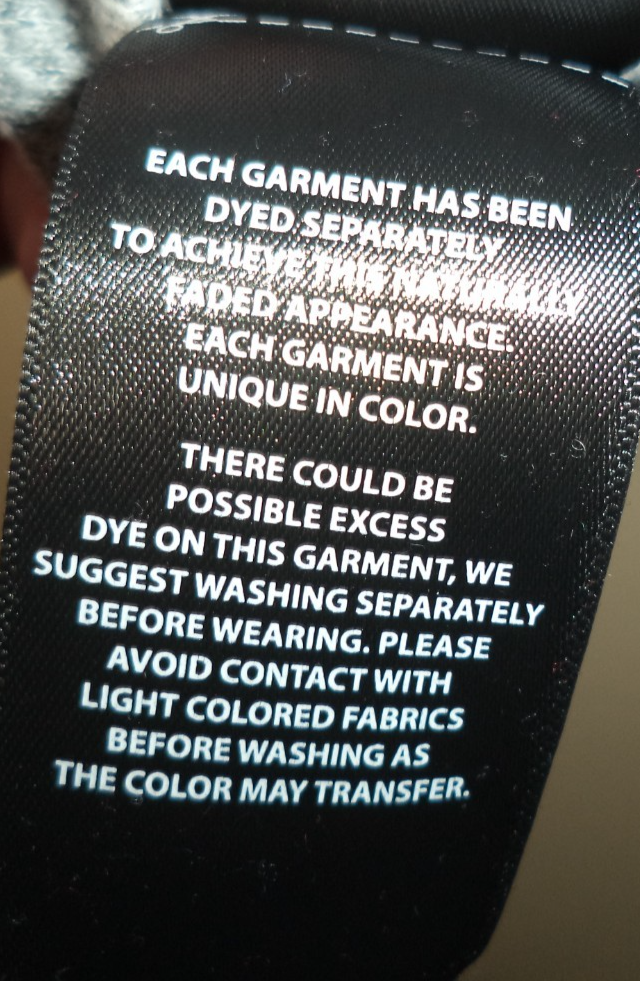 EACH GARMENT HAS BEEN
DYED SEPARATELY
TO ACHIEVE THIS NATURALLY
FADED APPEARANCE.
EACH GARMENT IS
UNIQUE IN COLOR.
THERE COULD BE
POSSIBLE EXCESS
DYE ON THIS GARMENT, WE
SUGGEST WASHING SEPARATELY
BEFORE WEARING. PLEASE
AVOID CONTACT WITH
LIGHT COLORED FABRICS
BEFORE WASHING AS
THE COLOR MAY TRANSFER.